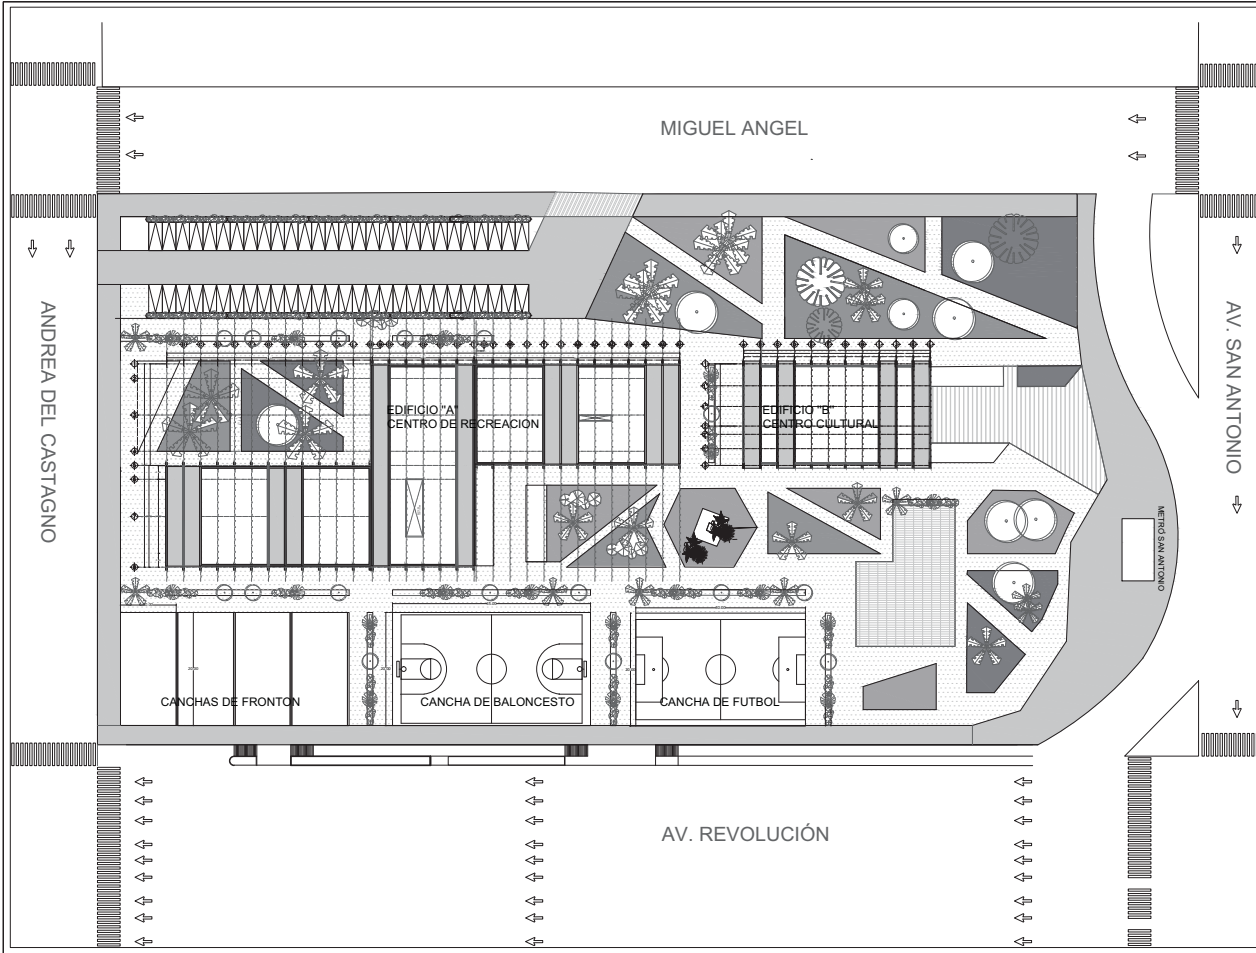 MIGUEL ANGEL
ANDREA DEL CASTAGNO
AV. SAN ANTONIO
EDIFICIO "A"
CENTRO DE RECREACION
EDIFICIO "B"
CENTRO CULTURAL
METRO SAN ANTONIO
CANCHAS DE FRONTON
CANCHA DE BALONCESTO
CANCHA DE FUTBOL
AV. REVOLUCIÓN